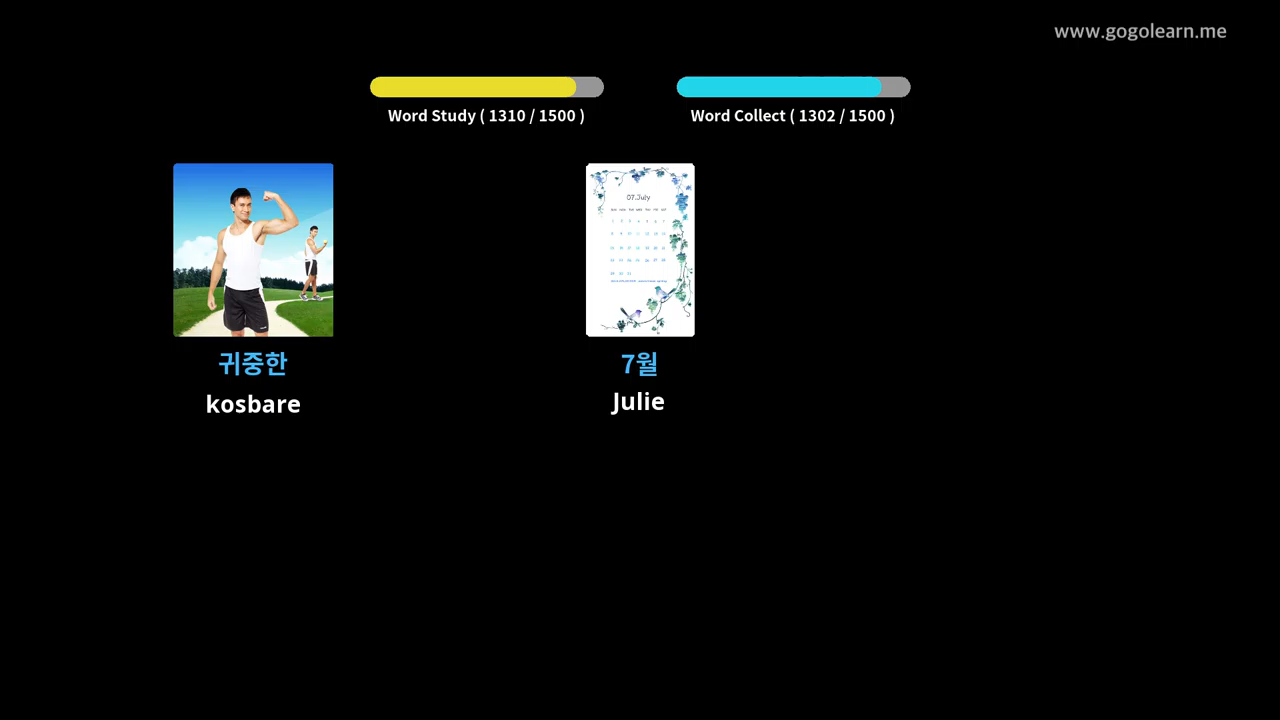 www.gogolearn.me
Word Study ( 1310 / 1500 )
Word Collect ( 1302 / 1500 )
07.July
귀중한
7월
kosbare
Julie